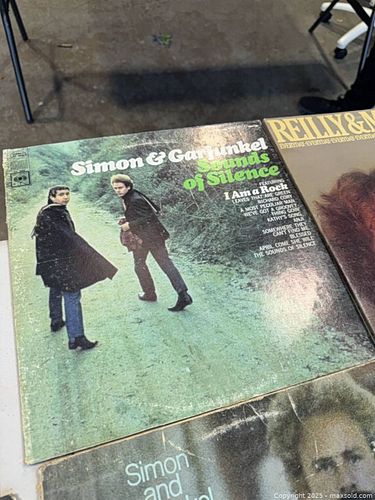 Simon & Garfunkel
Sounds
of Silence
FEATURING
I Am a Rock
LEAVES THAT ARE GREEN
RICHARD CORY
A MOST PECULIAR MAN
WE'VE GOT A GROOVEY
THING GOIN'
KATHY'S SONG
ANJI
SOMEWHERE THEY
CAN'T FIND ME
BLESSED
APRIL COME SHE WILL
THE SOUNDS OF SILENCE
REILLY & M
Simon
and
kel
Copyright 2025 - maxsold.com